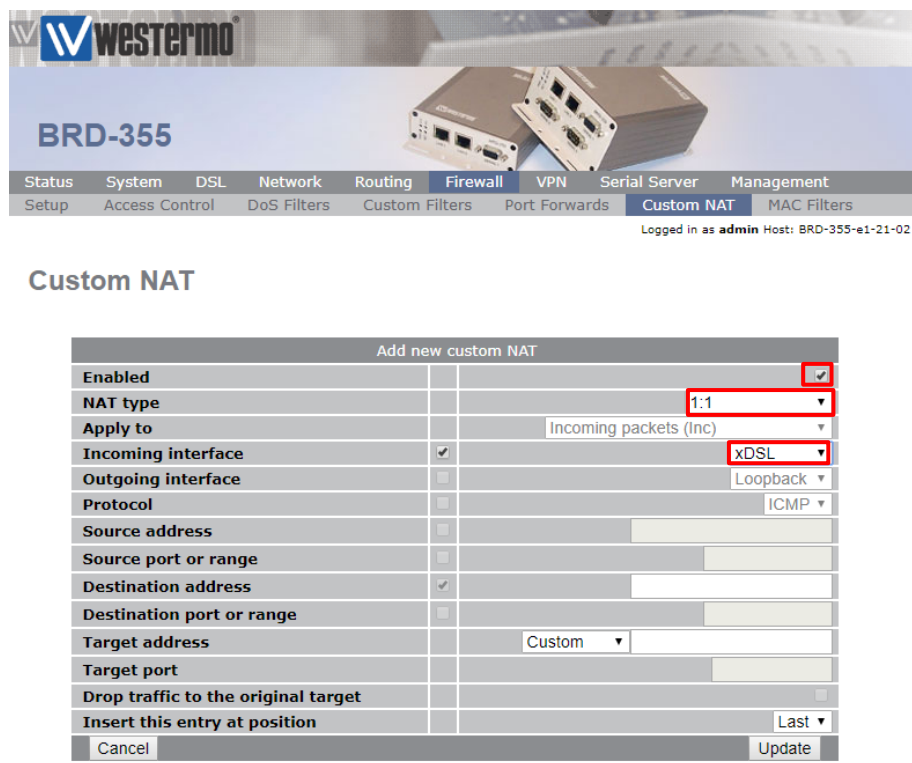 westermo
BRD-355
Status System DSL Network Routing Firewall VPN Serial Server Management
Setup Access Control DoS Filters Custom Filters Port Forwards Custom NAT MAC Filters
Logged in as admin Host: BRD-355-e1-21-02
Custom NAT
Add new custom NAT
Enabled
NAT type 1:1
Apply to Incoming packets (Inc)
Incoming interface xDSL
Outgoing interface Loopback
Protocol ICMP
Source address
Source port or range
Destination address
Destination port or range
Target address Custom
Target port
Drop traffic to the original target
Insert this entry at position Last
Cancel Update